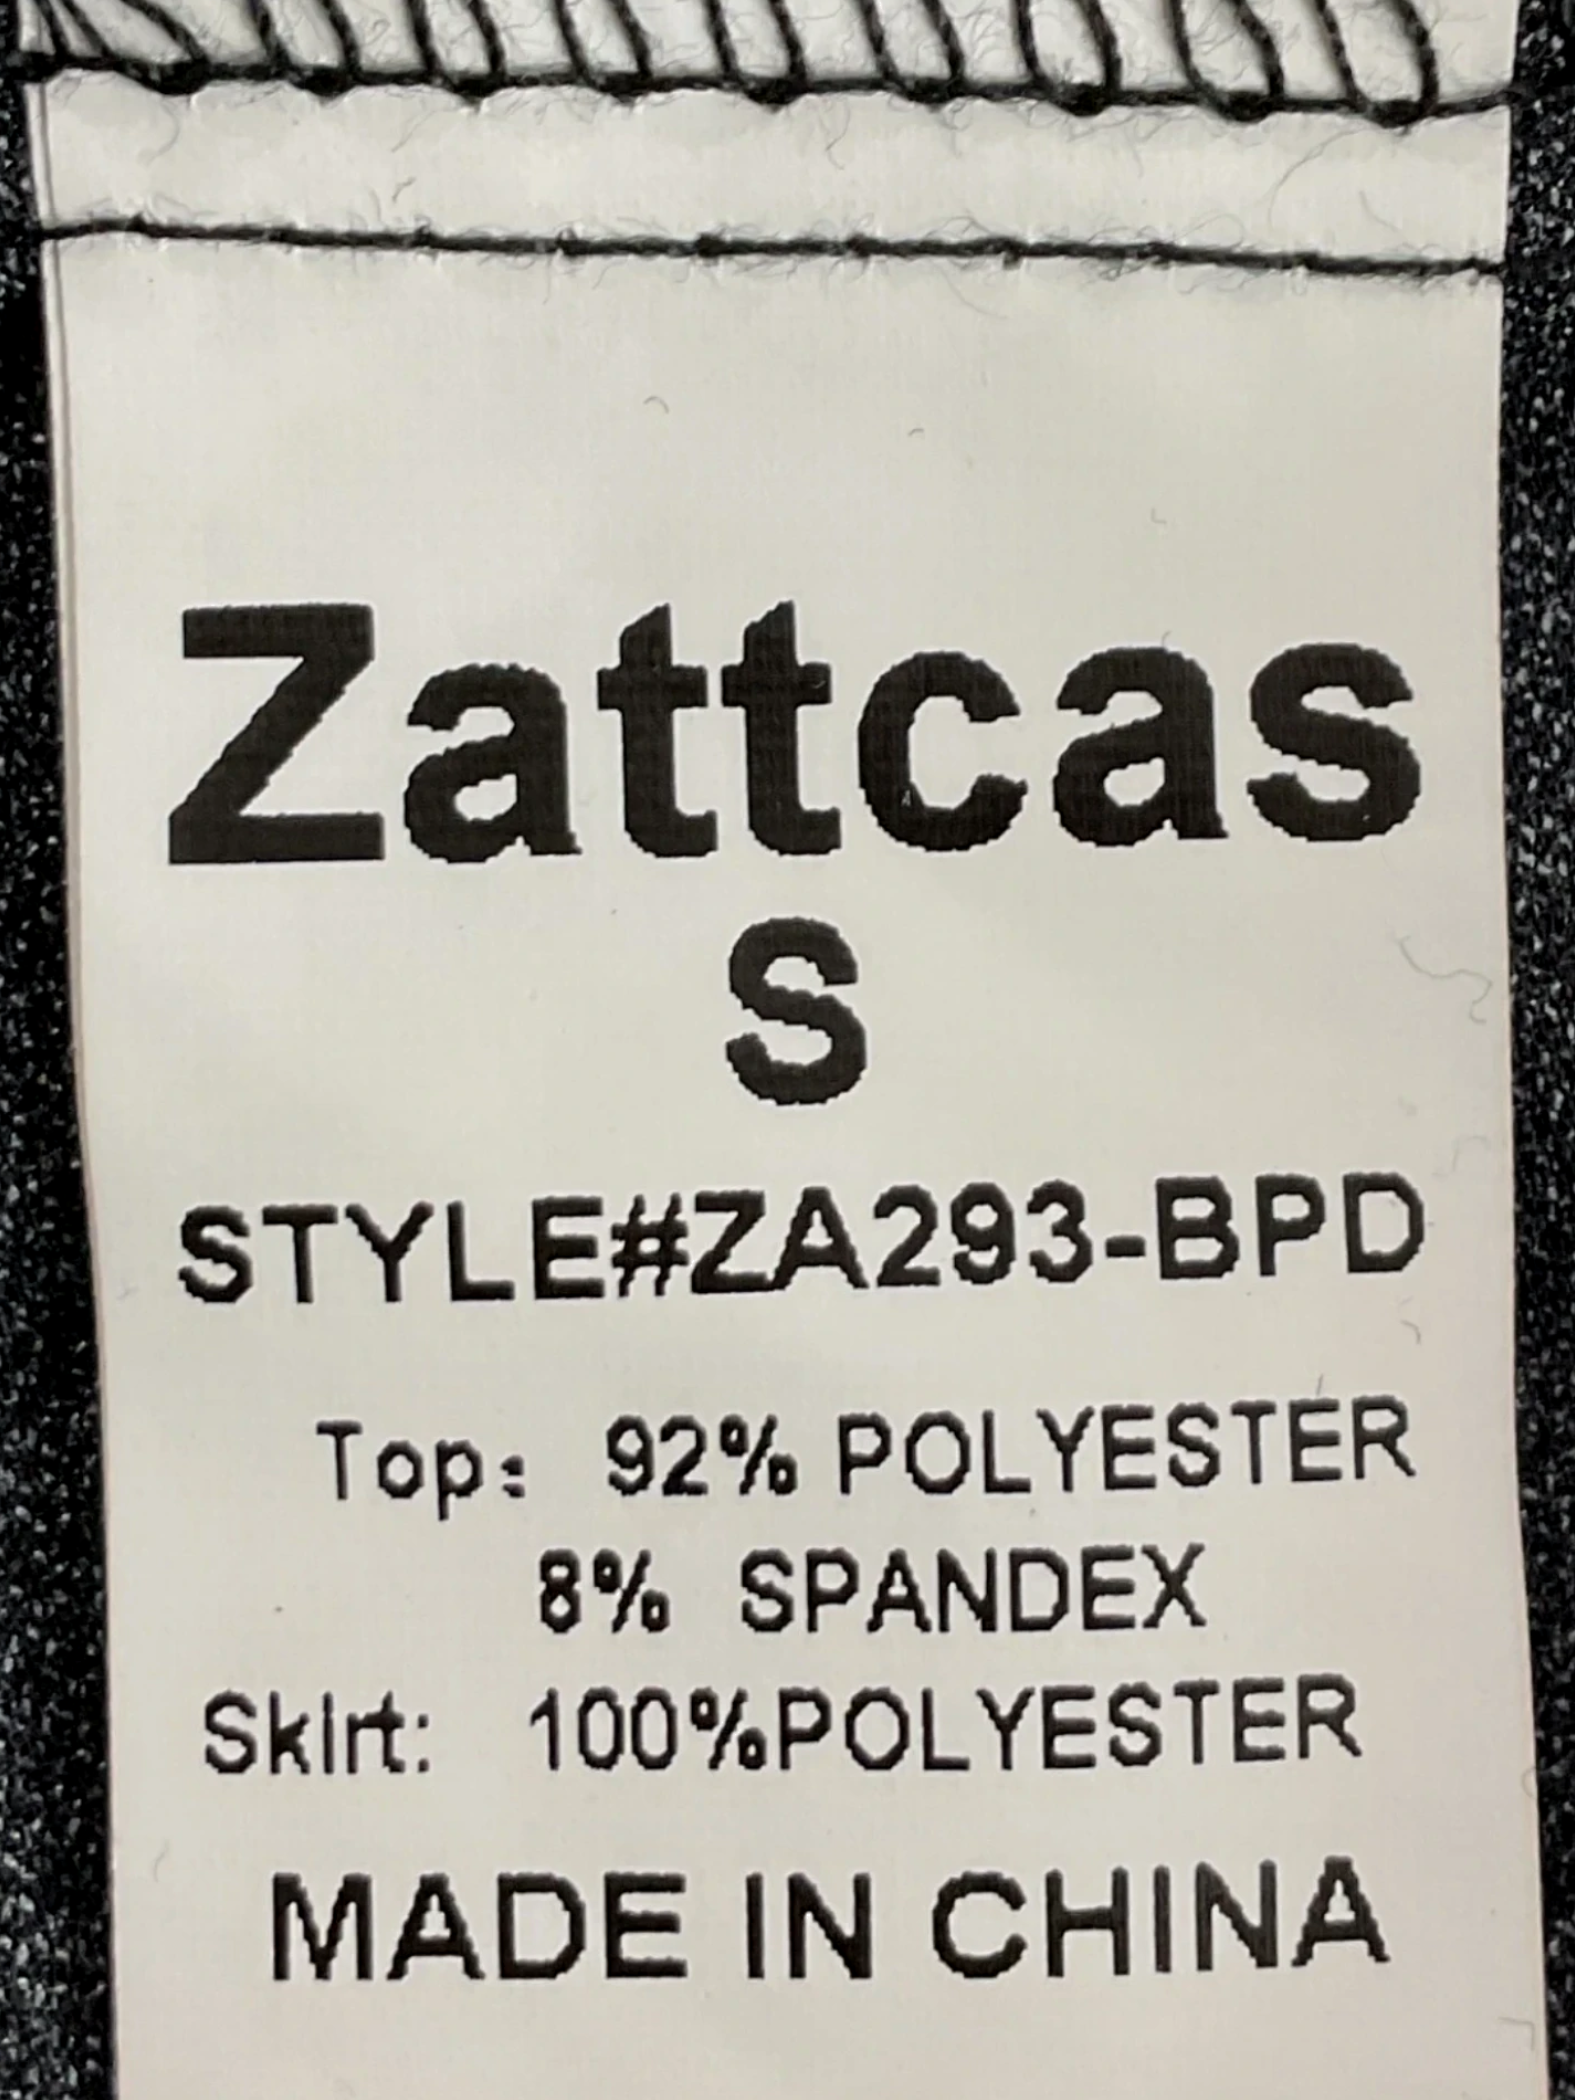 Zattcas
S
STYLE#ZA293-BPD
Top: 92% POLYESTER
8% SPANDEX
Skirt: 100%POLYESTER
MADE IN CHINA